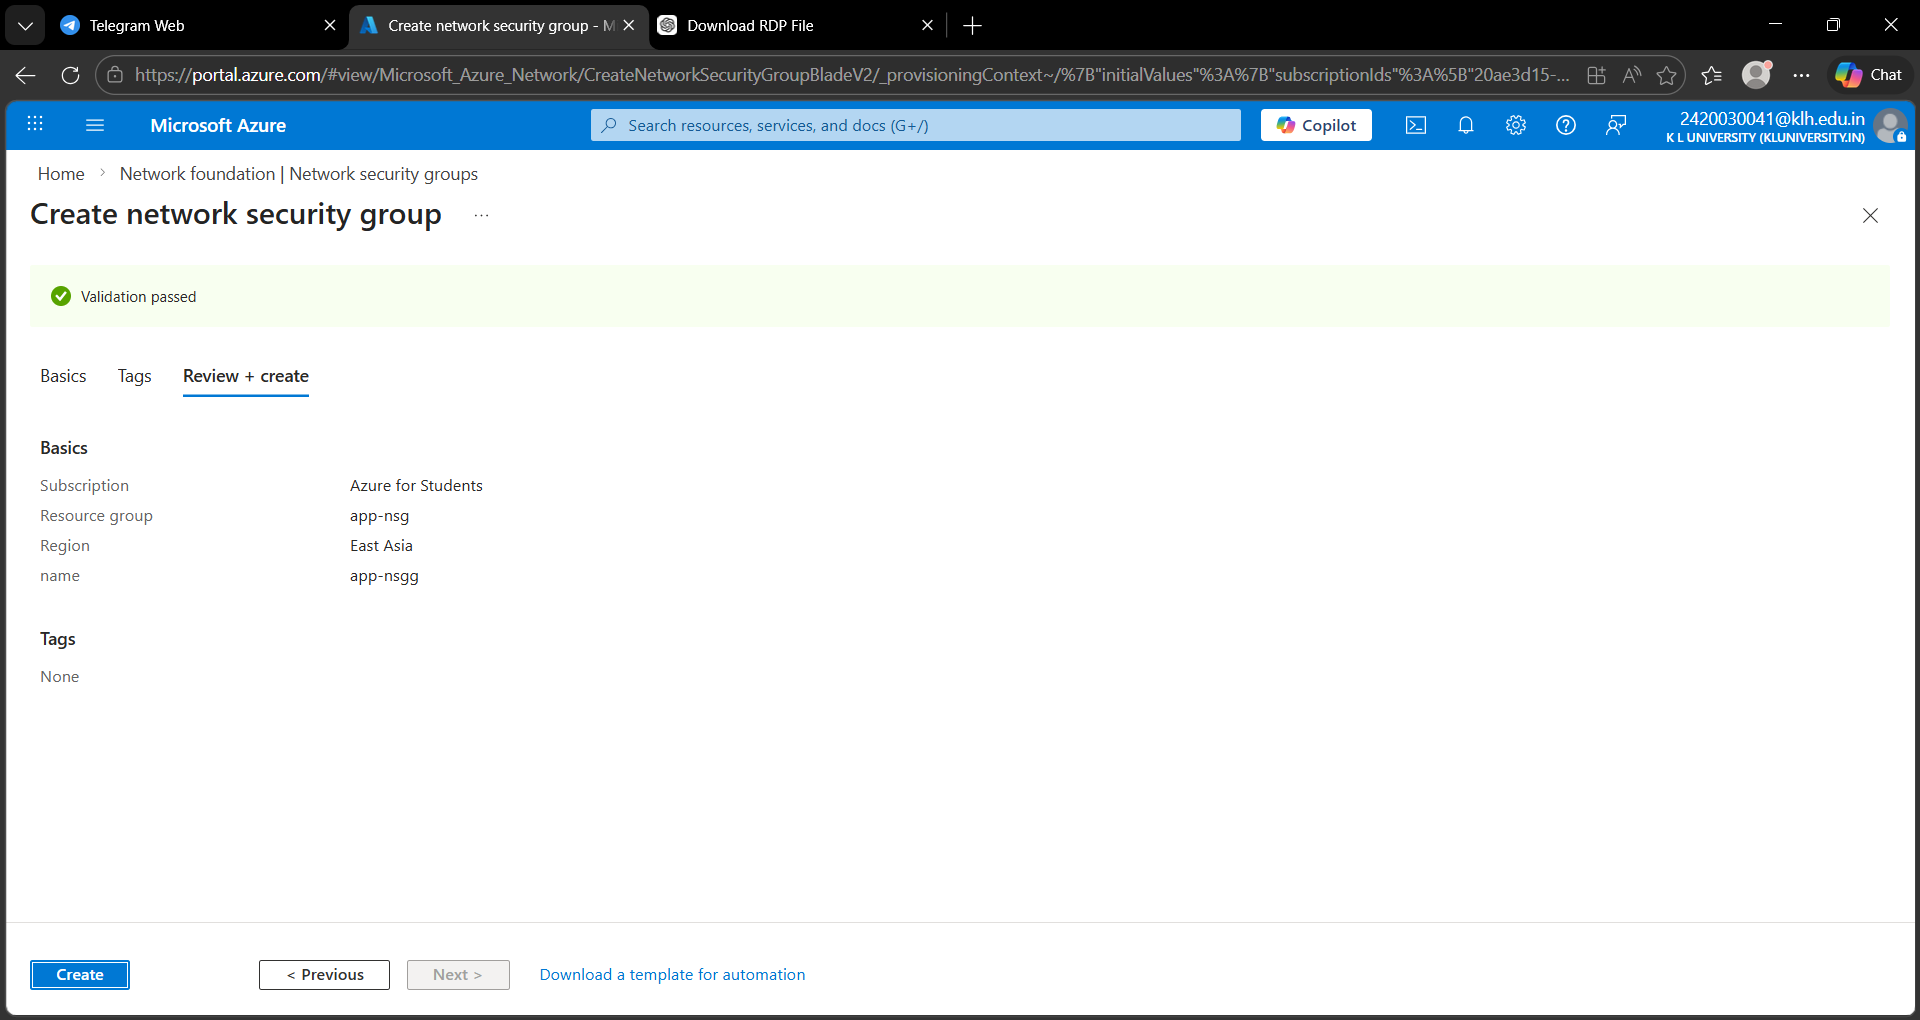 Telegram Web
Create network security group - M
Download RDP File
https://portal.azure.com/#view/Microsoft_Azure_Network/CreateNetworkSecurityGroupBladeV2/_provisioningContext~/%7B"initialValues"%3A%7B"subscriptionIds"%3A%5B"20ae3d15-...
Chat
Microsoft Azure
Search resources, services, and docs (G+/)
Copilot
2420030041@klh.edu.in
K L UNIVERSITY (KLUNIVERSITY.IN)
Home > Network foundation | Network security groups
Create network security group ...
Validation passed
Basics Tags Review + create
Basics
Subscription Azure for Students
Resource group app-nsg
Region East Asia
name app-nsgg
Tags
None
Create < Previous Next > Download a template for automation